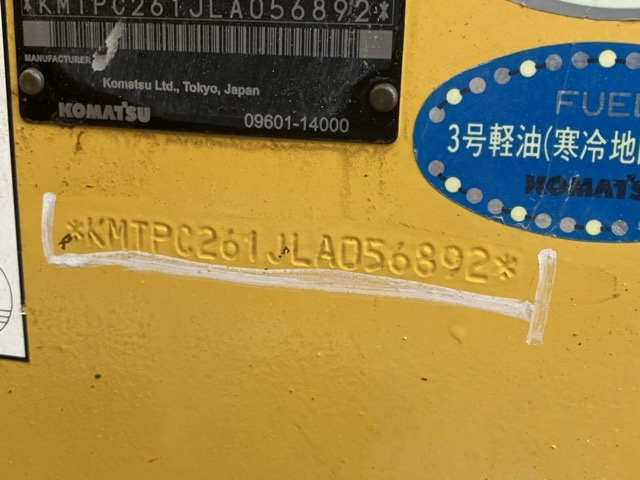 *KMTPC261JLA056892*
MANUFACTURER
Komatsu Ltd., Tokyo, Japan
KOMATSU
09601-14000
FUEL
3号軽油(寒冷地
KOMATSU
*KMTPC261JLA056892*